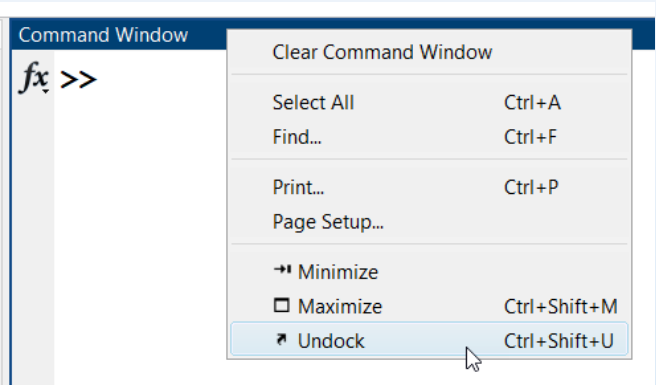 Command Window
fx >>
Clear Command Window
Select All Ctrl+A
Find... Ctrl+F
Print... Ctrl+P
Page Setup...
Minimize
Maximize Ctrl+Shift+M
Undock Ctrl+Shift+U